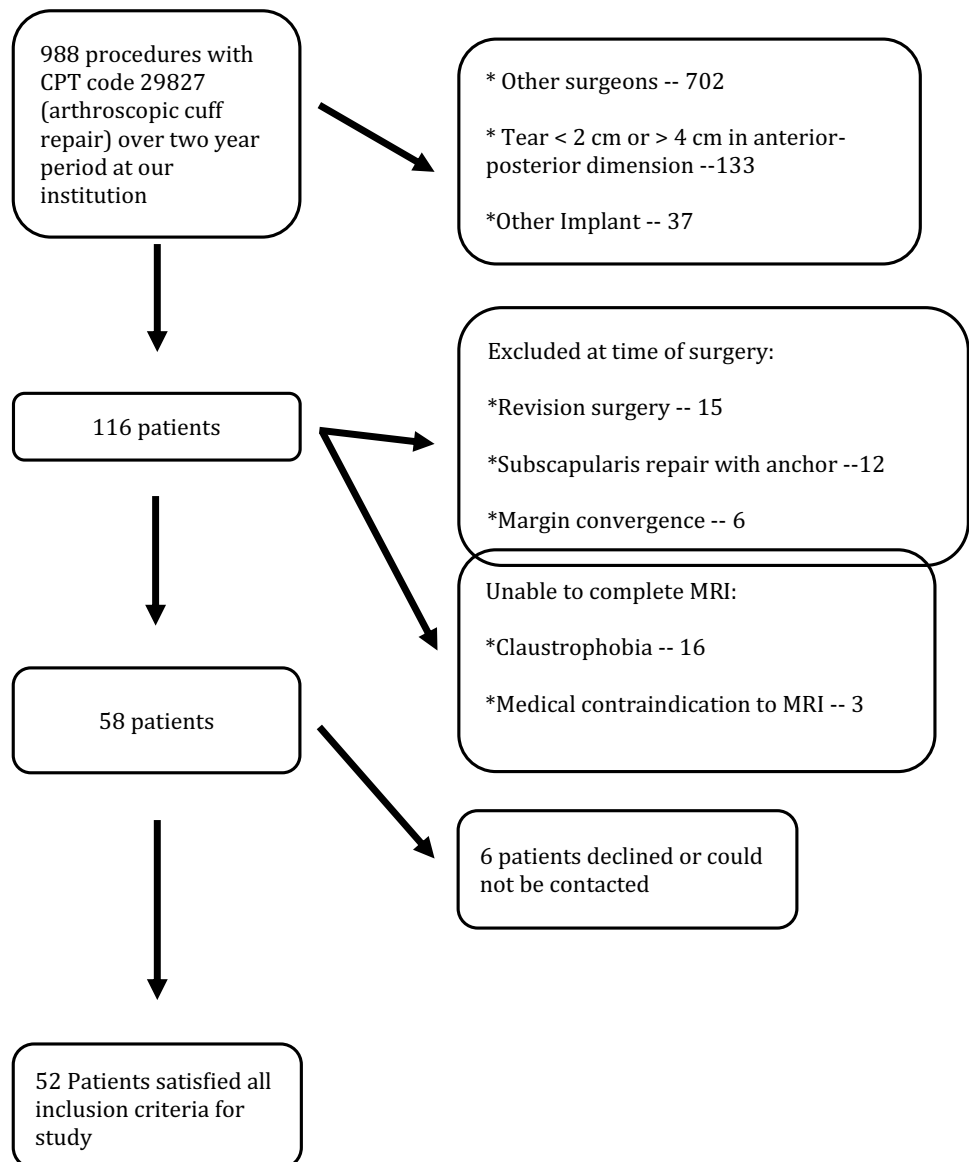 988 procedures with
CPT code 29827
(arthroscopic cuff
repair) over two year
period at our
institution
* Other surgeons -- 702
* Tear < 2 cm or > 4 cm in anterior-
posterior dimension --133
*Other Implant -- 37
116 patients
Excluded at time of surgery:
*Revision surgery -- 15
*Subscapularis repair with anchor --12
*Margin convergence -- 6
Unable to complete MRI:
*Claustrophobia -- 16
*Medical contraindication to MRI -- 3
58 patients
6 patients declined or could
not be contacted
52 Patients satisfied all
inclusion criteria for
study